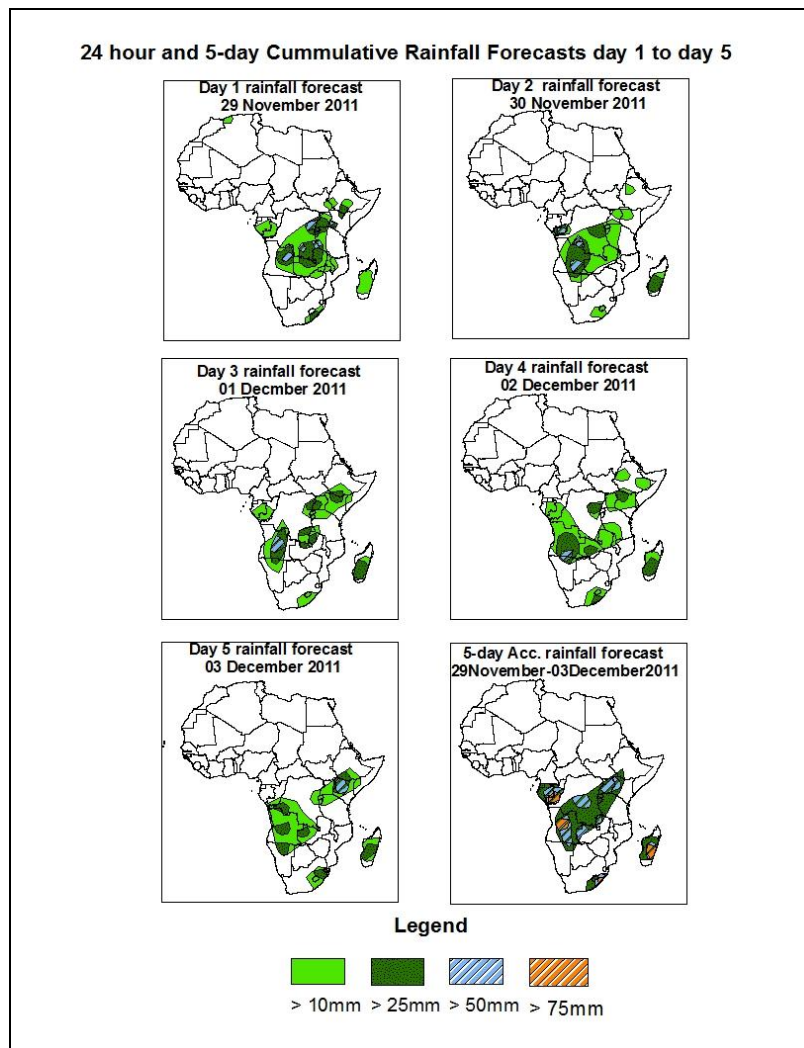 24 hour and 5-day Cummulative Rainfall Forecasts day 1 to day 5
Day 1 rainfall forecast
29 November 2011
Day 2 rainfall forecast
30 November 2011
Day 3 rainfall forecast
01 Decmber 2011
Day 4 rainfall forecast
02 December 2011
Day 5 rainfall forecast
03 December 2011
5-day Acc. rainfall forecast
29November-03December2011
Legend
> 10mm > 25mm > 50mm > 75mm